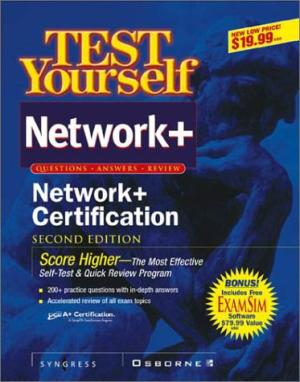 TEST
Yourself
NEW LOW PRICE!
$19.99
Network+
QUESTIONS • ANSWERS • REVIEW
Network+
Certification
SECOND EDITION
Score Higher—The Most Effective
Self-Test & Quick Review Program
200+ practice questions with in-depth answers
Accelerated review of all exam topics
A+ Certification.
BONUS!
Includes Free
EXAMSIM
Software
$79.99 Value
SYNGRESS
OSBORNE